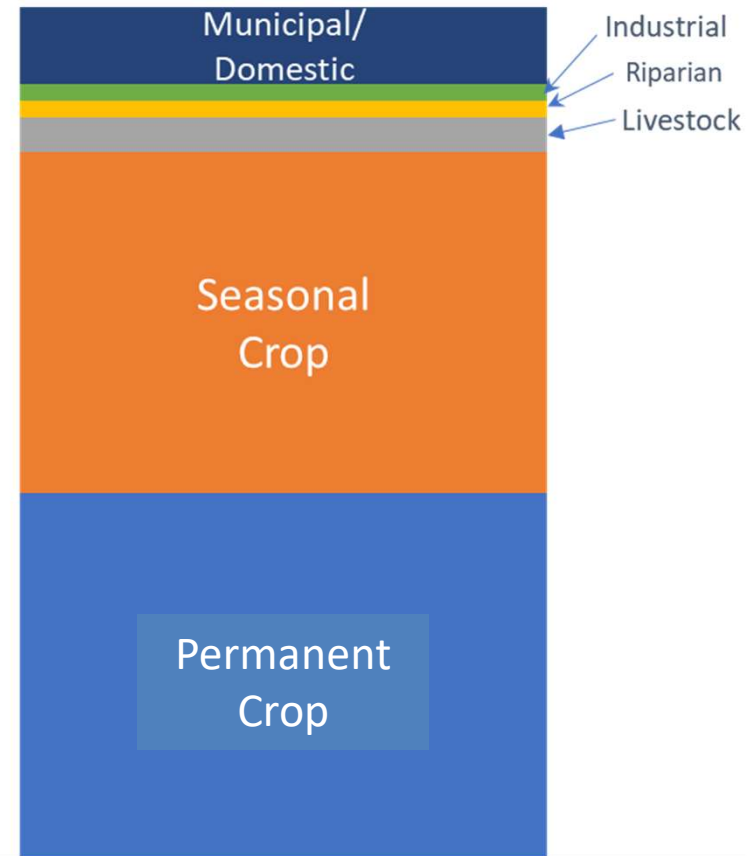 Municipal/
Domestic
Industrial
Riparian
Livestock
Seasonal
Crop
Permanent
Crop